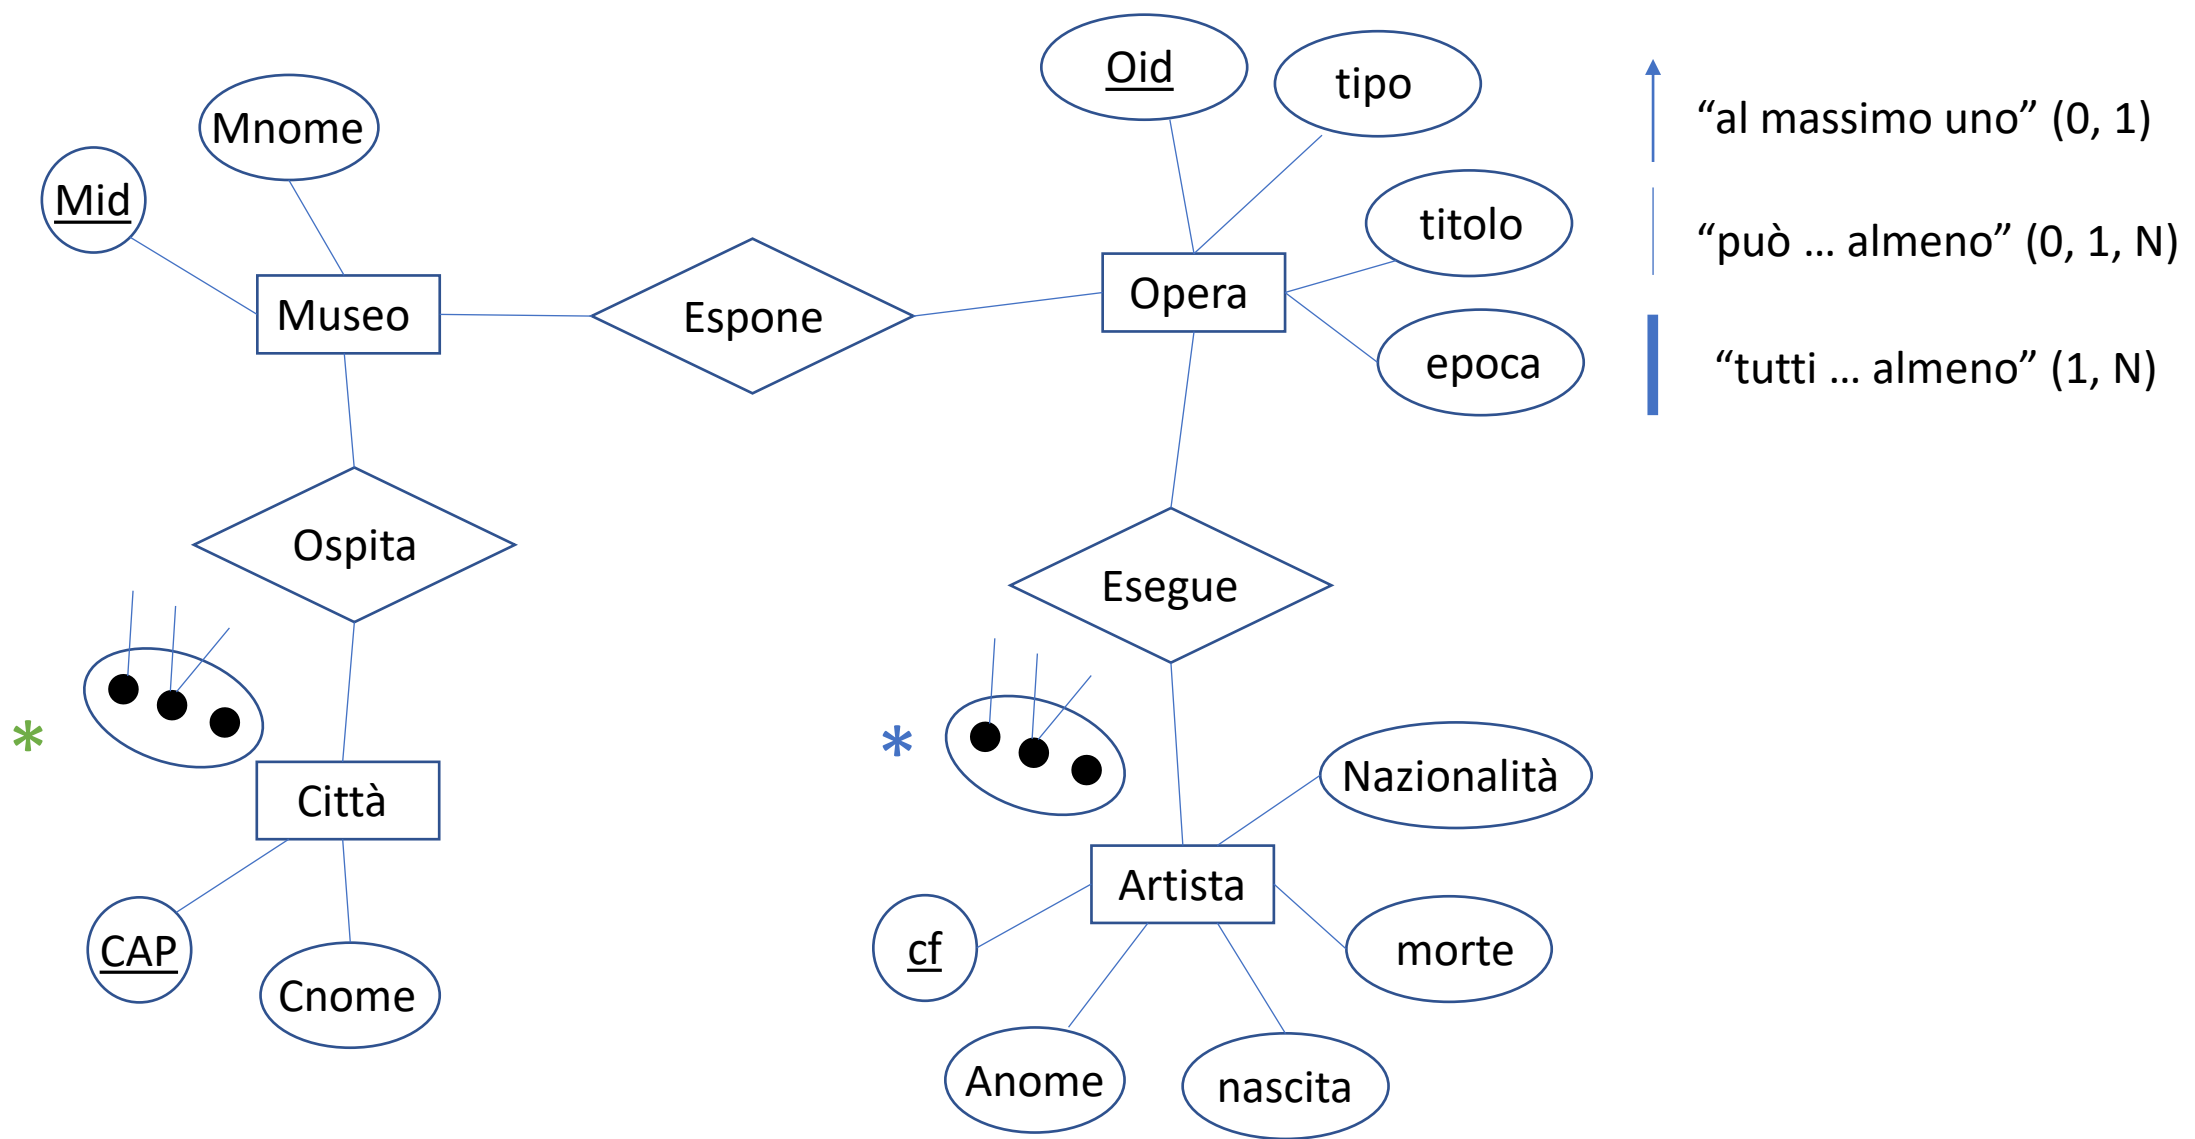 Oid
tipo
"al massimo uno" (0, 1)
Mnome
Mid
titolo
"può … almeno" (0, 1, N)
Museo
Espone
Opera
epoca
"tutti … almeno" (1, N)
Ospita
Esegue
*
*
Città
Nazionalità
Artista
CAP
Cnome
cf
morte
Anome
nascita